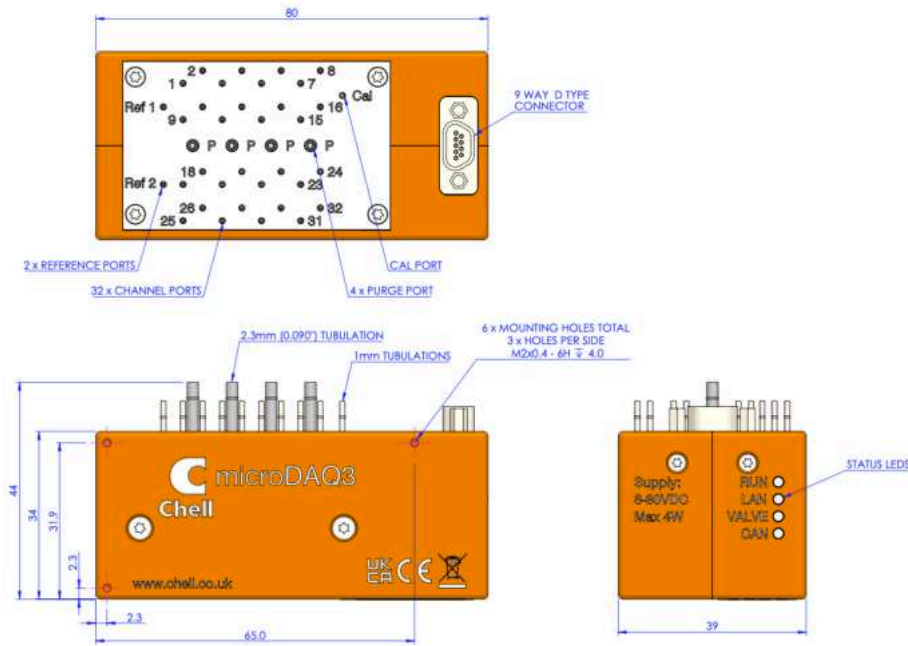 80
2
8
1
7
Cal
Ref 1
16
9
15
P
P
P
P
18
24
Ref 2
23
26
32
25
31
9 WAY D TYPE
CONNECTOR
2 x REFERENCE PORTS
CAL PORT
32 x CHANNEL PORTS
4 x PURGE PORT
2.3mm (0.090") TUBULATION
6 x MOUNTING HOLES TOTAL
3 x HOLES PER SIDE
M2x0.4 - 6H ↧ 4.0
1mm TUBULATIONS
44
34
31.9
2.3
2.3
65.0
microDAQ3
Chell
www.chell.co.uk
UK
CA
CE
Supply:
8-30VDC
Max 4W
RUN
LAN
VALVE
CAN
STATUS LEDS
39